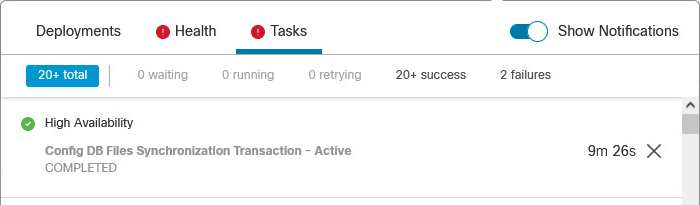 Deployments Health Tasks Show Notifications
20+ total 0 waiting 0 running 0 retrying 20+ success 2 failures
High Availability
Config DB Files Synchronization Transaction - Active 9m 26s
COMPLETED